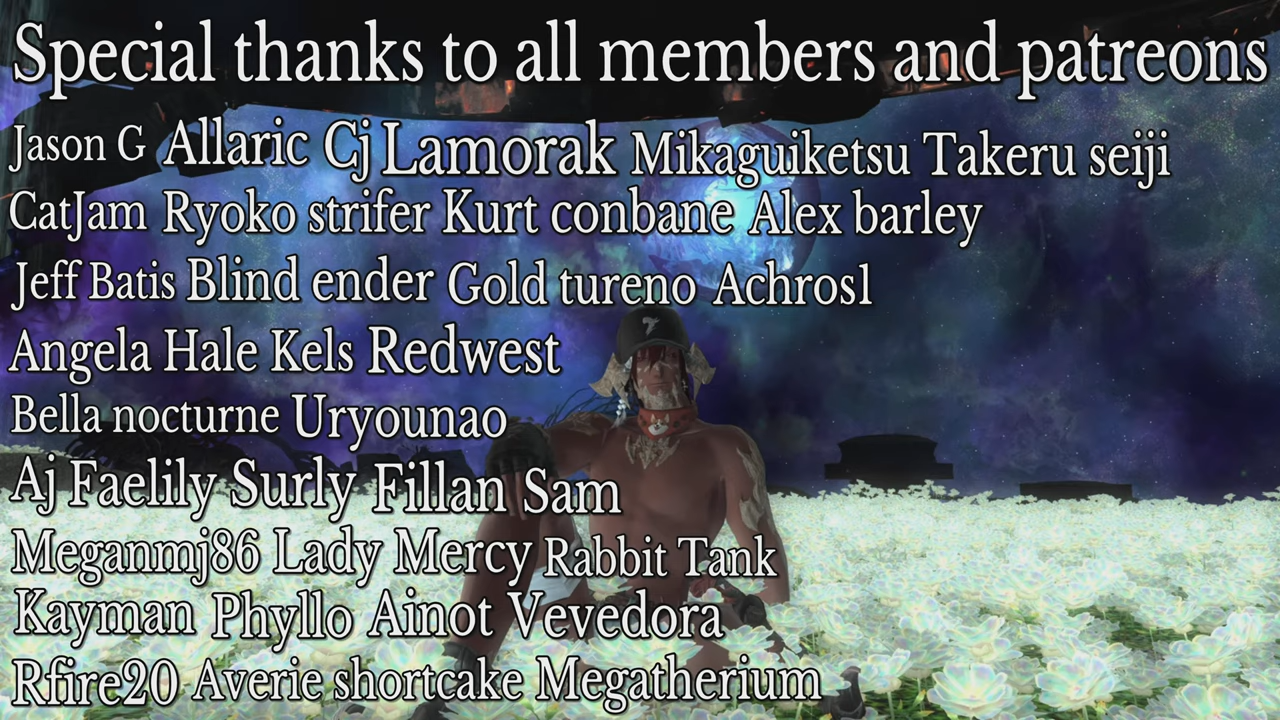 Special thanks to all members and patreons
Jason G Allaric Cj Lamorak Mikaguiketsu Takeru seiji
CatJam Ryoko strifer Kurt conbane Alex barley
Jeff Batis Blind ender Gold tureno Achros1
Angela Hale Kels Redwest
Bella nocturne Uryounao
Aj Faelily Surly Fillan Sam
Meganmj86 Lady Mercy Rabbit Tank
Kayman Phyllo Ainot Vevedora
Rfire20 Averie shortcake Megatherium